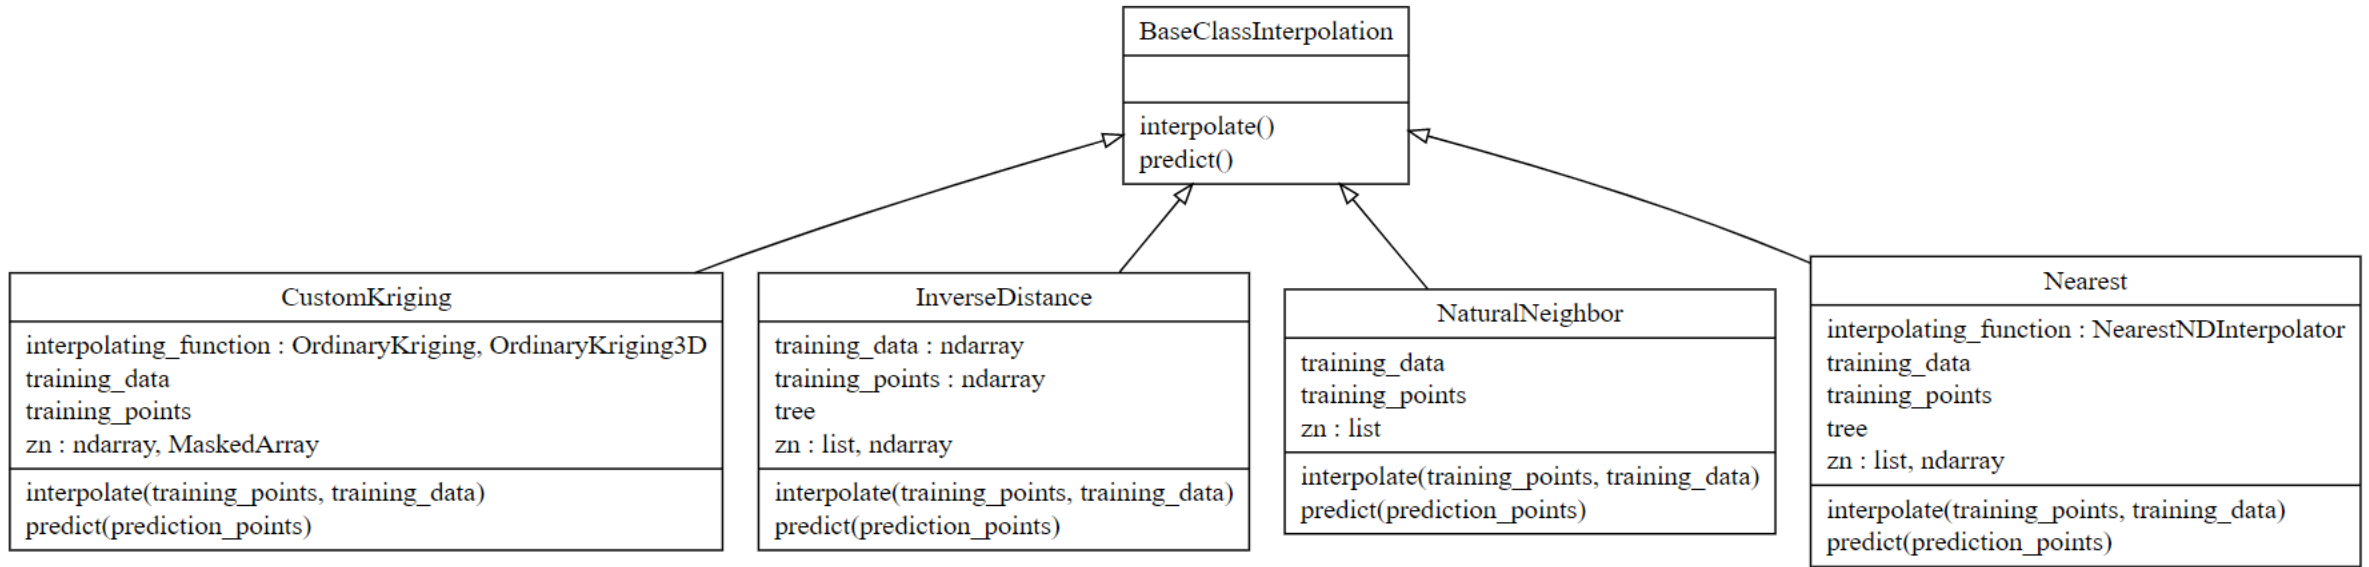 BaseClassInterpolation
interpolate()
predict()
CustomKriging
interpolating_function : OrdinaryKriging, OrdinaryKriging3D
training_data
training_points
zn : ndarray, MaskedArray
interpolate(training_points, training_data)
predict(prediction_points)
InverseDistance
training_data : ndarray
training_points : ndarray
tree
zn : list, ndarray
interpolate(training_points, training_data)
predict(prediction_points)
NaturalNeighbor
training_data
training_points
zn : list
interpolate(training_points, training_data)
predict(prediction_points)
Nearest
interpolating_function : NearestNDInterpolator
training_data
training_points
tree
zn : list, ndarray
interpolate(training_points, training_data)
predict(prediction_points)